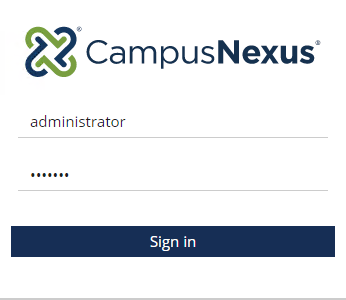 CampusNexus®
administrator
•••••••
Sign in